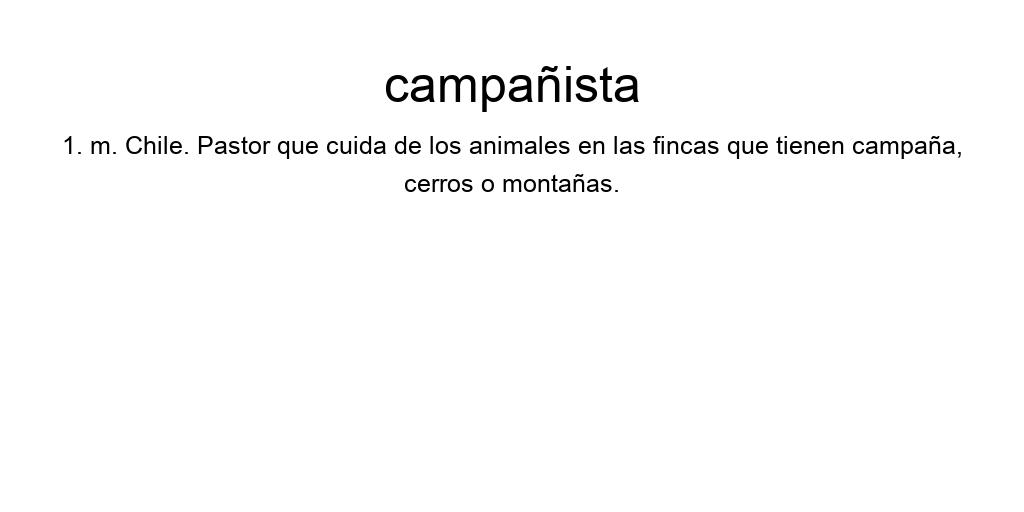 campañista
1. m. Chile. Pastor que cuida de los animales en las fincas que tienen campaña,
cerros o montañas.